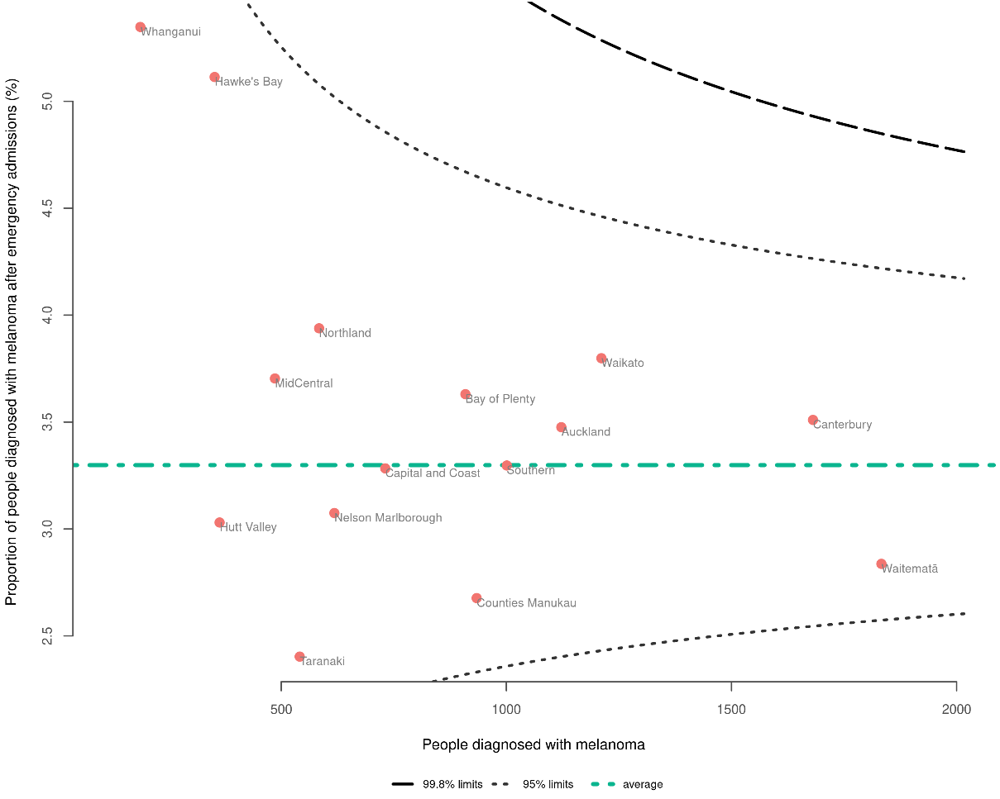 Whanganui
Hawke's Bay
Proportion of people diagnosed with melanoma after emergency admissions (%)
5.0
4.5
4.0
3.5
3.0
2.5
Northland
Waikato
MidCentral
Bay of Plenty
Canterbury
Auckland
Capital and Coast
Southern
Nelson Marlborough
Hutt Valley
Waitematā
Counties Manukau
Taranaki
500 1000 1500 2000
People diagnosed with melanoma
99.8% limits 95% limits average